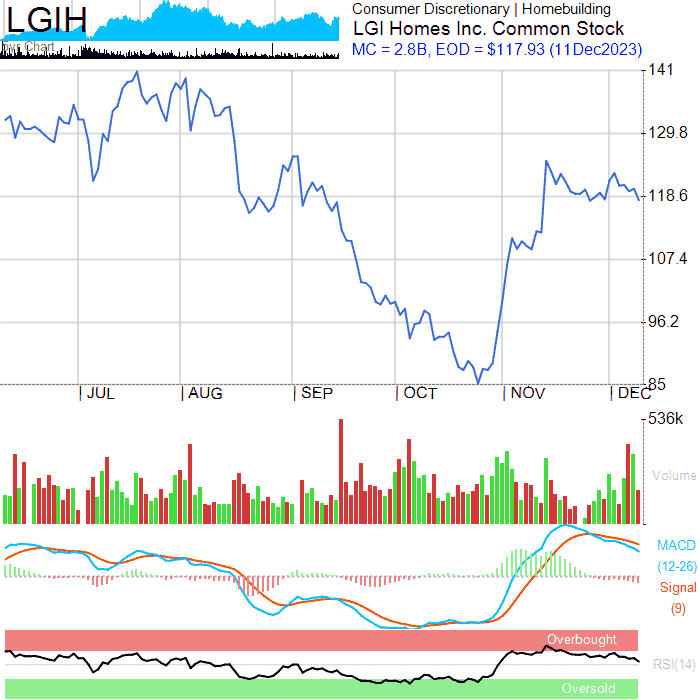 LGIH
Consumer Discretionary | Homebuilding
LGI Homes Inc. Common Stock
MC = 2.8B, EOD = $117.93 (11Dec2023)
Chart
141
129.8
118.6
107.4
96.2
85
JUL AUG SEP OCT NOV DEC
536k
Volume
MACD
(12-26)
Signal
(9)
Overbought
RSI(14)
Oversold